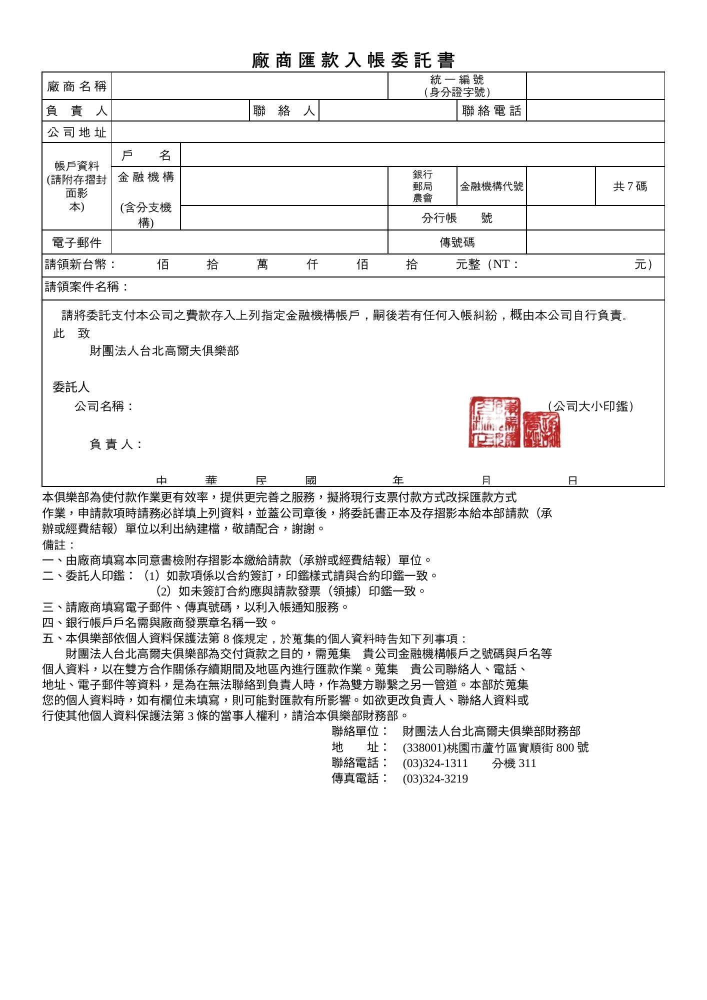 廠 商 匯 款 入 帳 委 託 書
廠 商 名 稱
統 一 編 號
（身分證字號）
負　責　人
聯　絡　人
聯 絡 電 話
公 司 地 址
帳戶資料
(請附存摺封
面影
本)
戶　　名
金 融 機 構
(含分支機
構)
銀行
郵局
農會
金融機構代號
共 7 碼
分行帳　　號
電子郵件
傳號碼
請領新台幣：　　　佰　　　拾　　　萬　　　仟　　　佰　　　拾　　　元整（NT：　　　　　　　　　元）
請領案件名稱：
請將委託支付本公司之費款存入上列指定金融機構帳戶，嗣後若有任何入帳糾紛，概由本公司自行負責。
此　致
財團法人台北高爾夫俱樂部
委託人
公司名稱：　　　　　　　　　　（公司大小印鑑）
負 責 人：
中　　　華　　　民　　　國　　　　　　年　　　　　　月　　　　　　日
本俱樂部為使付款作業更有效率，提供更完善之服務，擬將現行支票付款方式改採匯款方式
作業，申請款項時請務必詳填上列資料，並蓋公司章後，將委託書正本及存摺影本給本部請款（承
辦或經費結報）單位以利出納建檔，敬請配合，謝謝。
備註：
一、由廠商填寫本同意書檢附存摺影本繳給請款（承辦或經費結報）單位。
二、委託人印鑑：（1）如款項係以合約簽訂，印鑑樣式請與合約印鑑一致。
（2）如未簽訂合約應與請款發票（領據）印鑑一致。
三、請廠商填寫電子郵件、傳真號碼，以利入帳通知服務。
四、銀行帳戶戶名需與廠商發票章名稱一致。
五、本俱樂部依個人資料保護法第 8 條規定，於蒐集的個人資料時告知下列事項：
財團法人台北高爾夫俱樂部為交付貨款之目的，需蒐集　貴公司金融機構帳戶之號碼與戶名等
個人資料，以在雙方合作關係存續期間及地區內進行匯款作業。蒐集　貴公司聯絡人、電話、
地址、電子郵件等資料，是為在無法聯絡到負責人時，作為雙方聯繫之另一管道。本部於蒐集
您的個人資料時，如有欄位未填寫，則可能對匯款有所影響。如欲更改負責人、聯絡人資料或
行使其他個人資料保護法第 3 條的當事人權利，請洽本俱樂部財務部。
聯絡單位：　財團法人台北高爾夫俱樂部財務部
地　　址：　(338001)桃園市蘆竹區實順街 800 號
聯絡電話：　(03)324-1311　　分機 311
傳真電話：　(03)324-3219